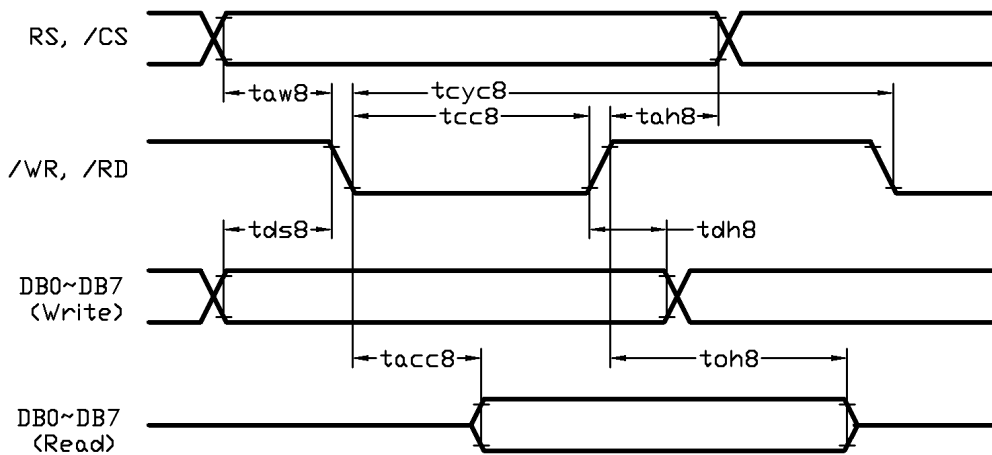 RS, /CS
taw8
tcyc8
tcc8
tah8
/WR, /RD
tds8
tdh8
DB0~DB7
(Write)
tacc8
toh8
DB0~DB7
(Read)